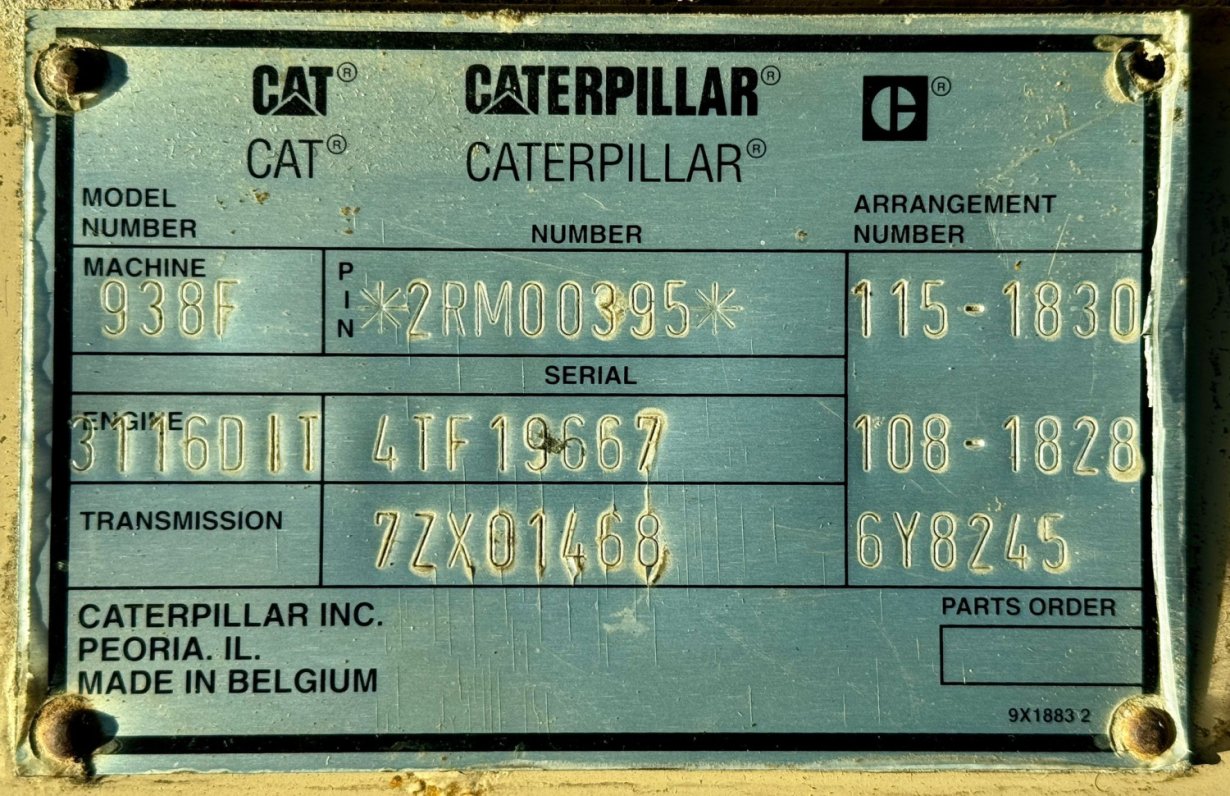 CAT® CATERPILLAR® C®
CAT® CATERPILLAR®
MODEL NUMBER NUMBER ARRANGEMENT NUMBER
MACHINE 938F PIN *2RM00395* 115-1830
SERIAL
ENGINE 3116DIT 4TF19667 108-1828
TRANSMISSION 7ZX01468 6Y8245
CATERPILLAR INC. PARTS ORDER
PEORIA. IL.
MADE IN BELGIUM
9X1883 2